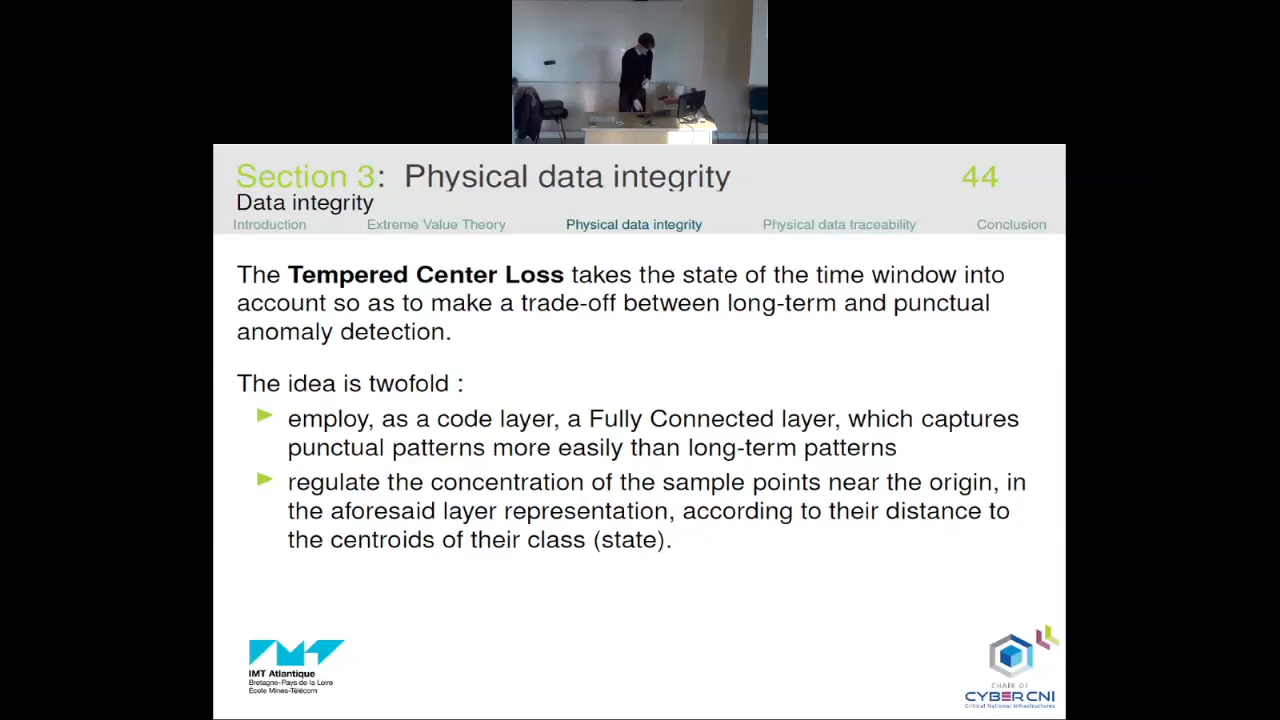 Section 3: Physical data integrity 44
Data integrity
Introduction Extreme Value Theory Physical data integrity Physical data traceability Conclusion
The Tempered Center Loss takes the state of the time window into
account so as to make a trade-off between long-term and punctual
anomaly detection.
The idea is twofold :
employ, as a code layer, a Fully Connected layer, which captures
punctual patterns more easily than long-term patterns
regulate the concentration of the sample points near the origin, in
the aforesaid layer representation, according to their distance to
the centroids of their class (state).
IMT Atlantique
Bretagne-Pays de la Loire
École Mines-Télécom
CHAIR OF
CYBERCNI
Critical National Infrastructures